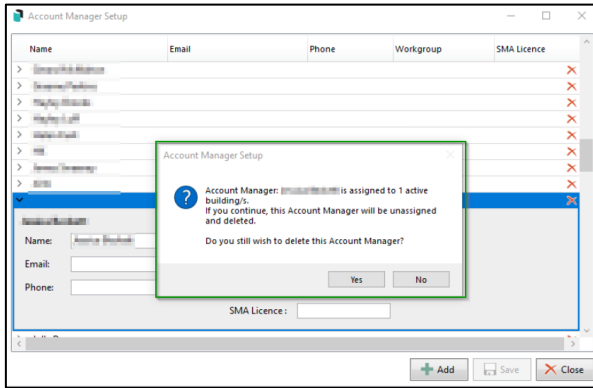 Account Manager Setup
Name Email Phone Workgroup SMA Licence
Account Manager Setup
Account Manager: is assigned to 1 active
building/s.
If you continue, this Account Manager will be unassigned
and deleted.
Do you still wish to delete this Account Manager?
Yes No
Name:
Email:
Phone:
SMA Licence :
Add Save Close